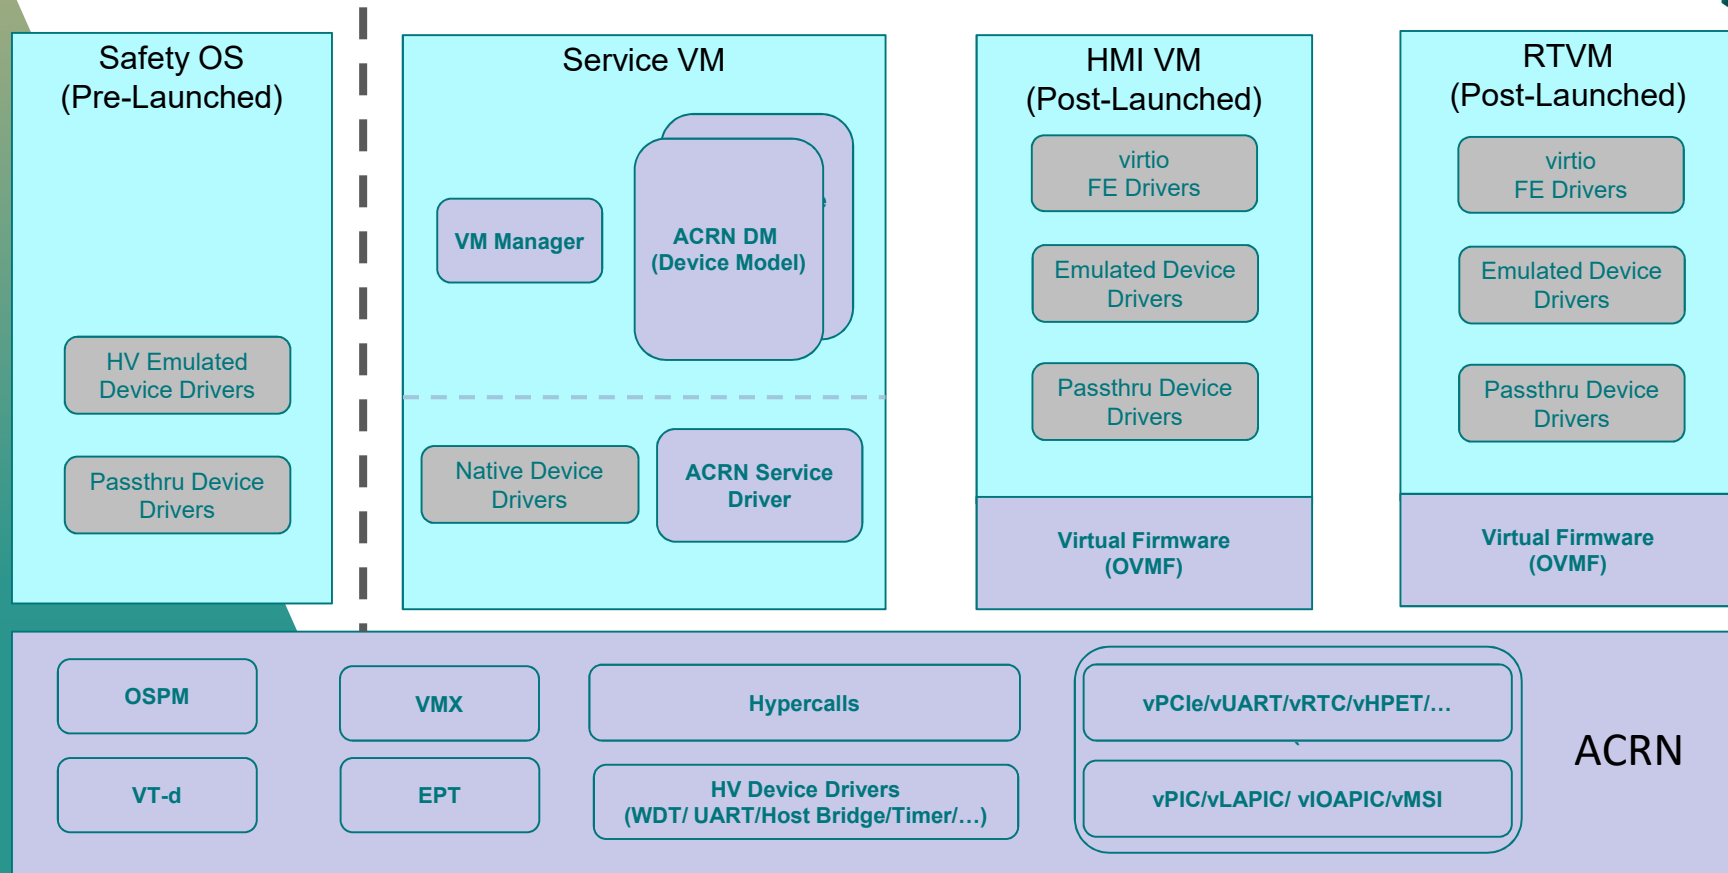 Safety OS
(Pre-Launched)
HV Emulated
Device Drivers
Passthru Device
Drivers
Service VM
VM Manager
ACRN DM
(Device Model)
Native Device
Drivers
ACRN Service
Driver
HMI VM
(Post-Launched)
virtio
FE Drivers
Emulated Device
Drivers
Passthru Device
Drivers
Virtual Firmware
(OVMF)
RTVM
(Post-Launched)
virtio
FE Drivers
Emulated Device
Drivers
Passthru Device
Drivers
Virtual Firmware
(OVMF)
OSPM
VMX
Hypercalls
vPCIe/vUART/vRTC/vHPET/…
VT-d
EPT
HV Device Drivers
(WDT/ UART/Host Bridge/Timer/…)
vPIC/vLAPIC/ vIOAPIC/vMSI
ACRN